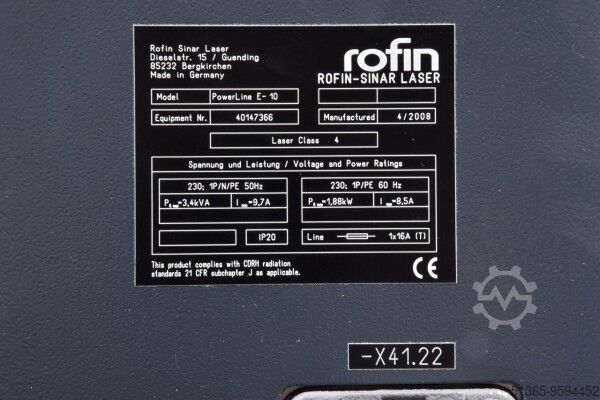 Rofin Sinar Laser
Dieselstr. 15 / Guending
85232 Bergkirchen
Made in Germany
rofin
ROFIN-SINAR LASER
Model PowerLine E-10
Equipment Nr. 40147366
Manufactured 4/2008
Laser Class 4
Spannung und Leistung / Voltage and Power Ratings
230; 1P/N/PE 50Hz
P =3,4kVA I =9,7A
230; 1P/PE 60 Hz
P =1,88kW I =8,5A
IP20
Line 1x16A (T)
This product complies with CDRH radiation
standards 21 CFR subchapter J as applicable.
CE
-X41.22
51365-9594452